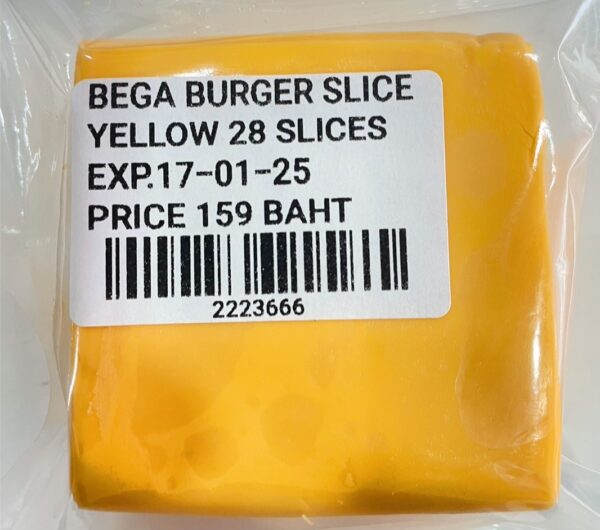 BEGA BURGER SLICE
YELLOW 28 SLICES
EXP.17-01-25
PRICE 159 BAHT
2223666